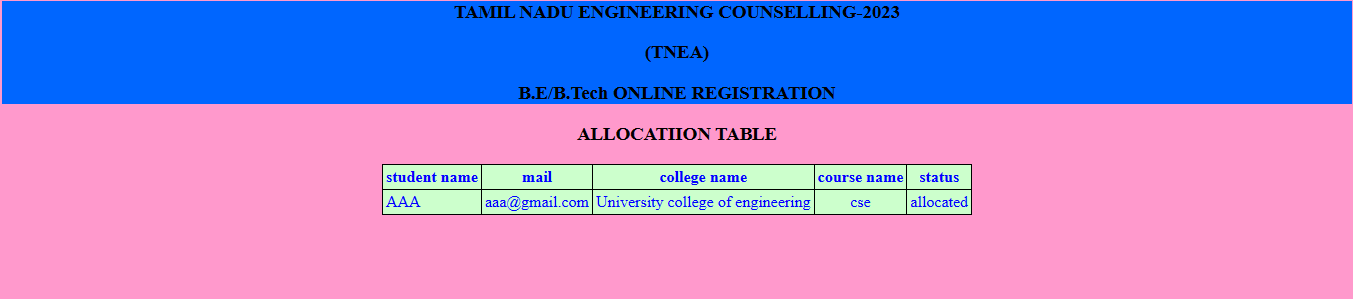 TAMIL NADU ENGINEERING COUNSELLING-2023
(TNEA)
B.E/B.Tech ONLINE REGISTRATION
ALLOCATIION TABLE
student name mail college name course name status
AAA aaa@gmail.com University college of engineering cse allocated